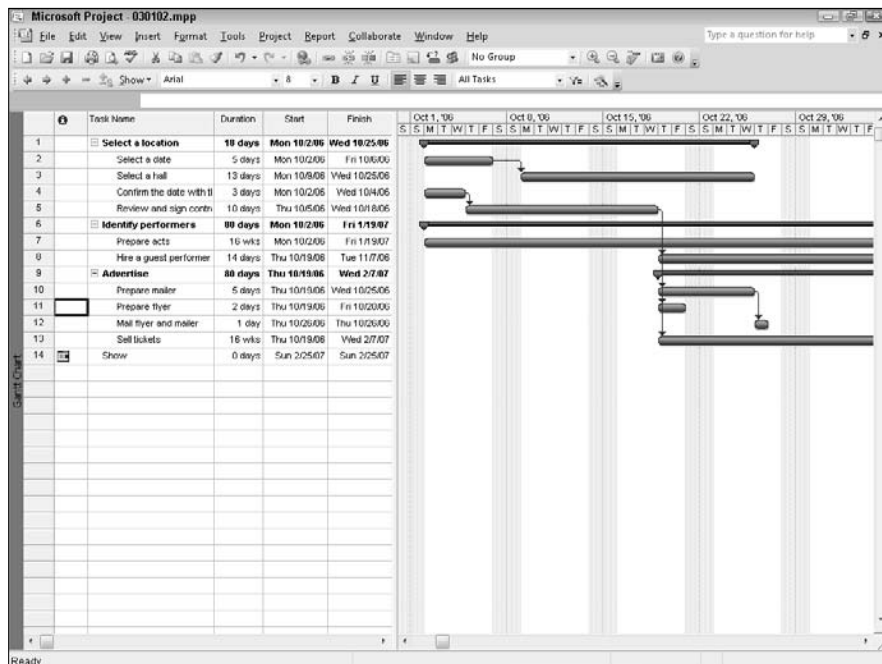 Microsoft Project - 030102.mpp
File Edit View Insert Format Tools Project Report Collaborate Window Help Type a question for help
Show Arial 8 B I U All Tasks
No Group
Task Name Duration Start Finish Oct 1, '06 Oct 8, '06 Oct 15, '06 Oct 22, '06 Oct 29, '06
S S M T W T F S S M T W T F S S M T W T F S S M T W T F S S M T W T F
1 Select a location 18 days Mon 10/2/06 Wed 10/25/06
2 Select a date 5 days Mon 10/2/06 Fri 10/6/06
3 Select a hall 13 days Mon 10/9/06 Wed 10/25/06
4 Confirm the date with tl 3 days Mon 10/2/06 Wed 10/4/06
5 Review and sign contr 10 days Thu 10/5/06 Wed 10/18/06
6 Identify performers 80 days Mon 10/2/06 Fri 1/19/07
7 Prepare acts 16 wks Mon 10/2/06 Fri 1/19/07
8 Hire a guest performer 14 days Thu 10/19/06 Tue 11/7/06
9 Advertise 80 days Thu 10/19/06 Wed 2/7/07
10 Prepare mailer 5 days Thu 10/19/06 Wed 10/25/06
11 Prepare flyer 2 days Thu 10/19/06 Fri 10/20/06
12 Mail flyer and mailer 1 day Thu 10/26/06 Thu 10/26/06
13 Sell tickets 16 wks Thu 10/19/06 Wed 2/7/07
14 Show 0 days Sun 2/25/07 Sun 2/25/07
Gantt Chart
Ready